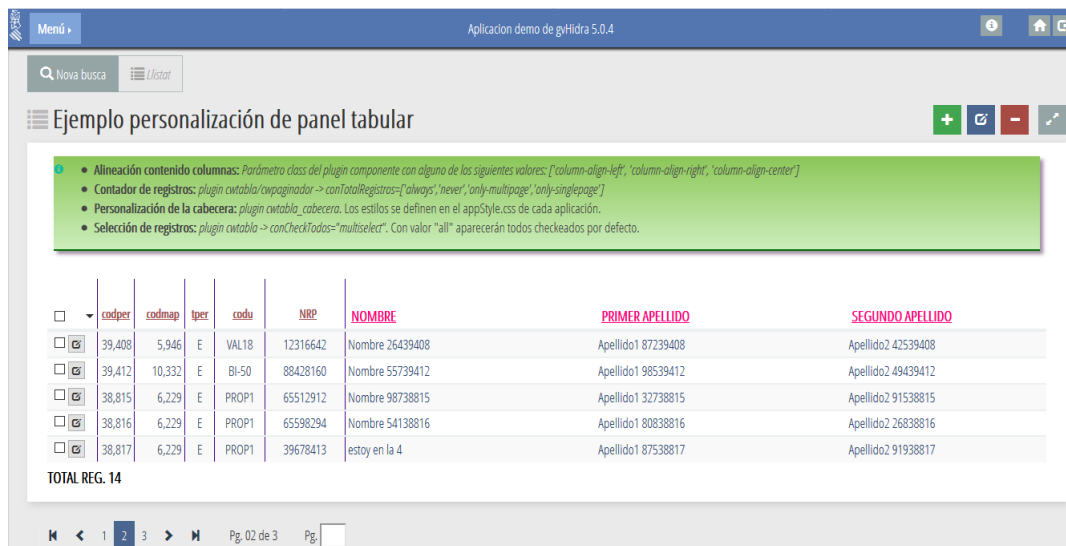 Menú
Aplicacion demo de gvHidra 5.0.4
Nova busca
Llistat
Ejemplo personalización de panel tabular
Alineación contenido columnas: Parámetro class del plugin componente con alguno de los siguientes valores: ['column-align-left', 'column-align-right', 'column-align-center']
Contador de registros: plugin cwtabla/cwpaginador -> conTotalRegistros=['always','never','only-multipage','only-singlepage']
Personalización de la cabecera: plugin cwtabla_cabecera. Los estilos se definen en el appStyle.css de cada aplicación.
Selección de registros: plugin cwtabla -> conCheckTodos="multiselect". Con valor "all" aparecerán todos checkeados por defecto.
codper codmap tper codu NRP NOMBRE PRIMER APELLIDO SEGUNDO APELLIDO
39,408 5,946 E VAL18 12316642 Nombre 26439408 Apellido1 87239408 Apellido2 42539408
39,412 10,332 E BI-50 88428160 Nombre 55739412 Apellido1 98539412 Apellido2 49439412
38,815 6,229 E PROP1 65512912 Nombre 98738815 Apellido1 32738815 Apellido2 91538815
38,816 6,229 E PROP1 65598294 Nombre 54138816 Apellido1 80838816 Apellido2 26838816
38,817 6,229 E PROP1 39678413 estoy en la 4 Apellido1 87538817 Apellido2 91938817
TOTAL REG. 14
1 2 3 Pg. 02 de 3 Pg.